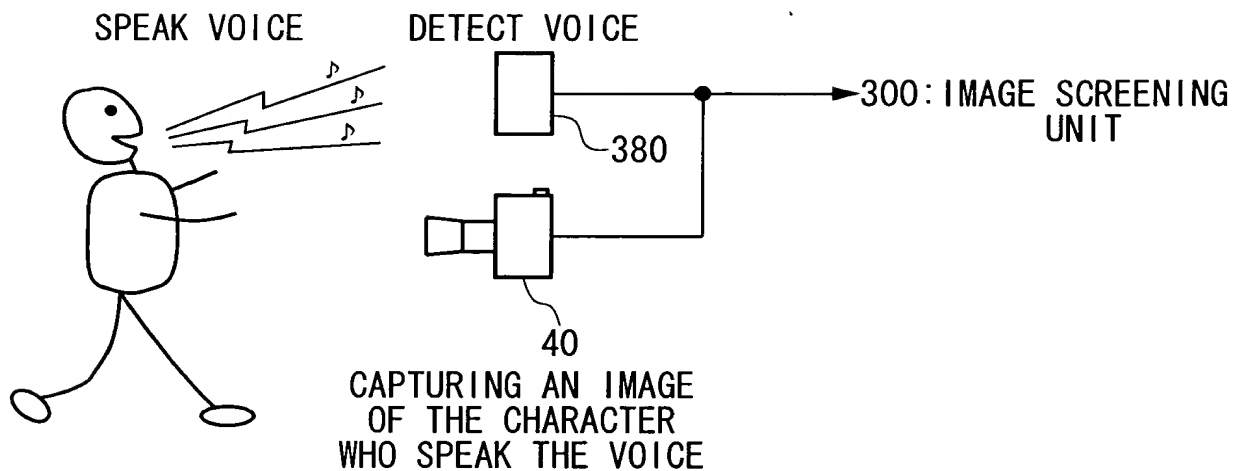 SPEAK VOICE
DETECT VOICE
380
300:IMAGE SCREENING
UNIT
40
CAPTURING AN IMAGE
OF THE CHARACTER
WHO SPEAK THE VOICE